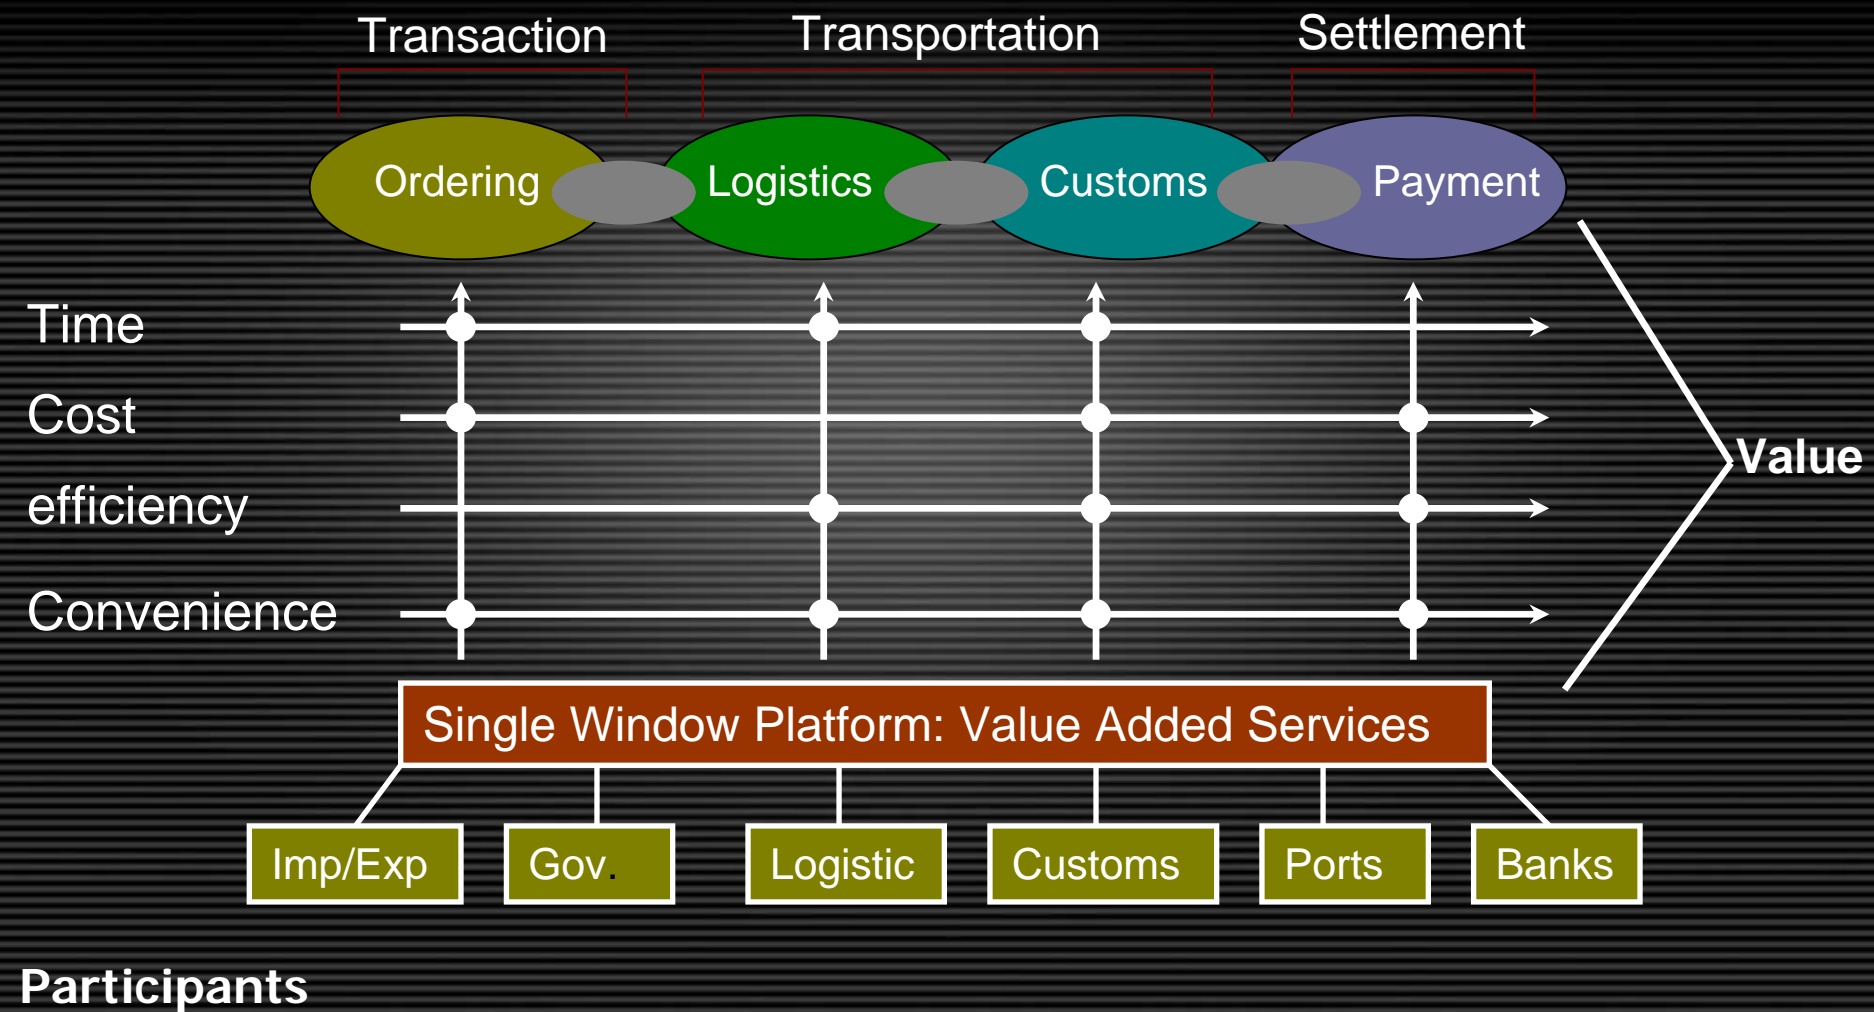 Transaction Transportation Settlement
Ordering Logistics Customs Payment
Time
Cost
Value
efficiency
Convenience
Single Window Platform: Value Added Services
Imp/Exp Gov. Logistic Customs Ports Banks
Participants